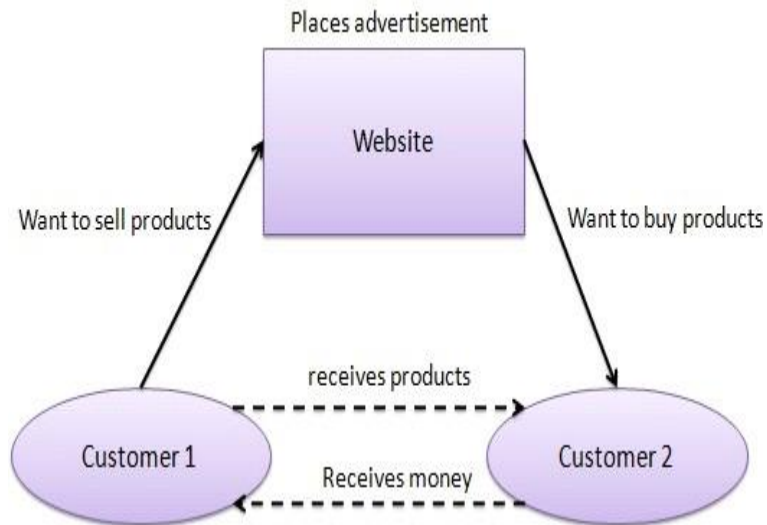 Places advertisement
Website
Want to sell products
Want to buy products
receives products
Customer 1
Customer 2
Receives money